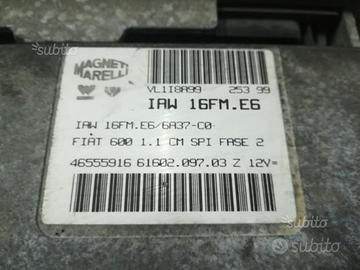 MAGNETI
MARELLI
VL1I8A99 253 99
IAW 16FM.E6
IAW 16FM.E6/6A37-C0
FIAT 600 1.1 CM SPI FASE 2
46555916 61602.097.03 Z 12V=
subito
subito